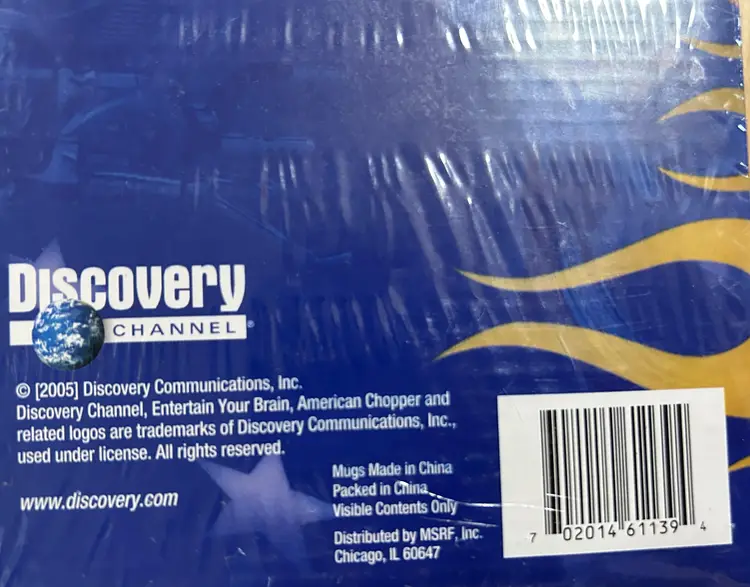 Discovery
CHANNEL®
© [2005] Discovery Communications, Inc.
Discovery Channel, Entertain Your Brain, American Chopper and
related logos are trademarks of Discovery Communications, Inc.,
used under license. All rights reserved.
www.discovery.com
Mugs Made in China
Packed in China
Visible Contents Only
Distributed by MSRF, Inc.
Chicago, IL 60647
7 02014 61139 4